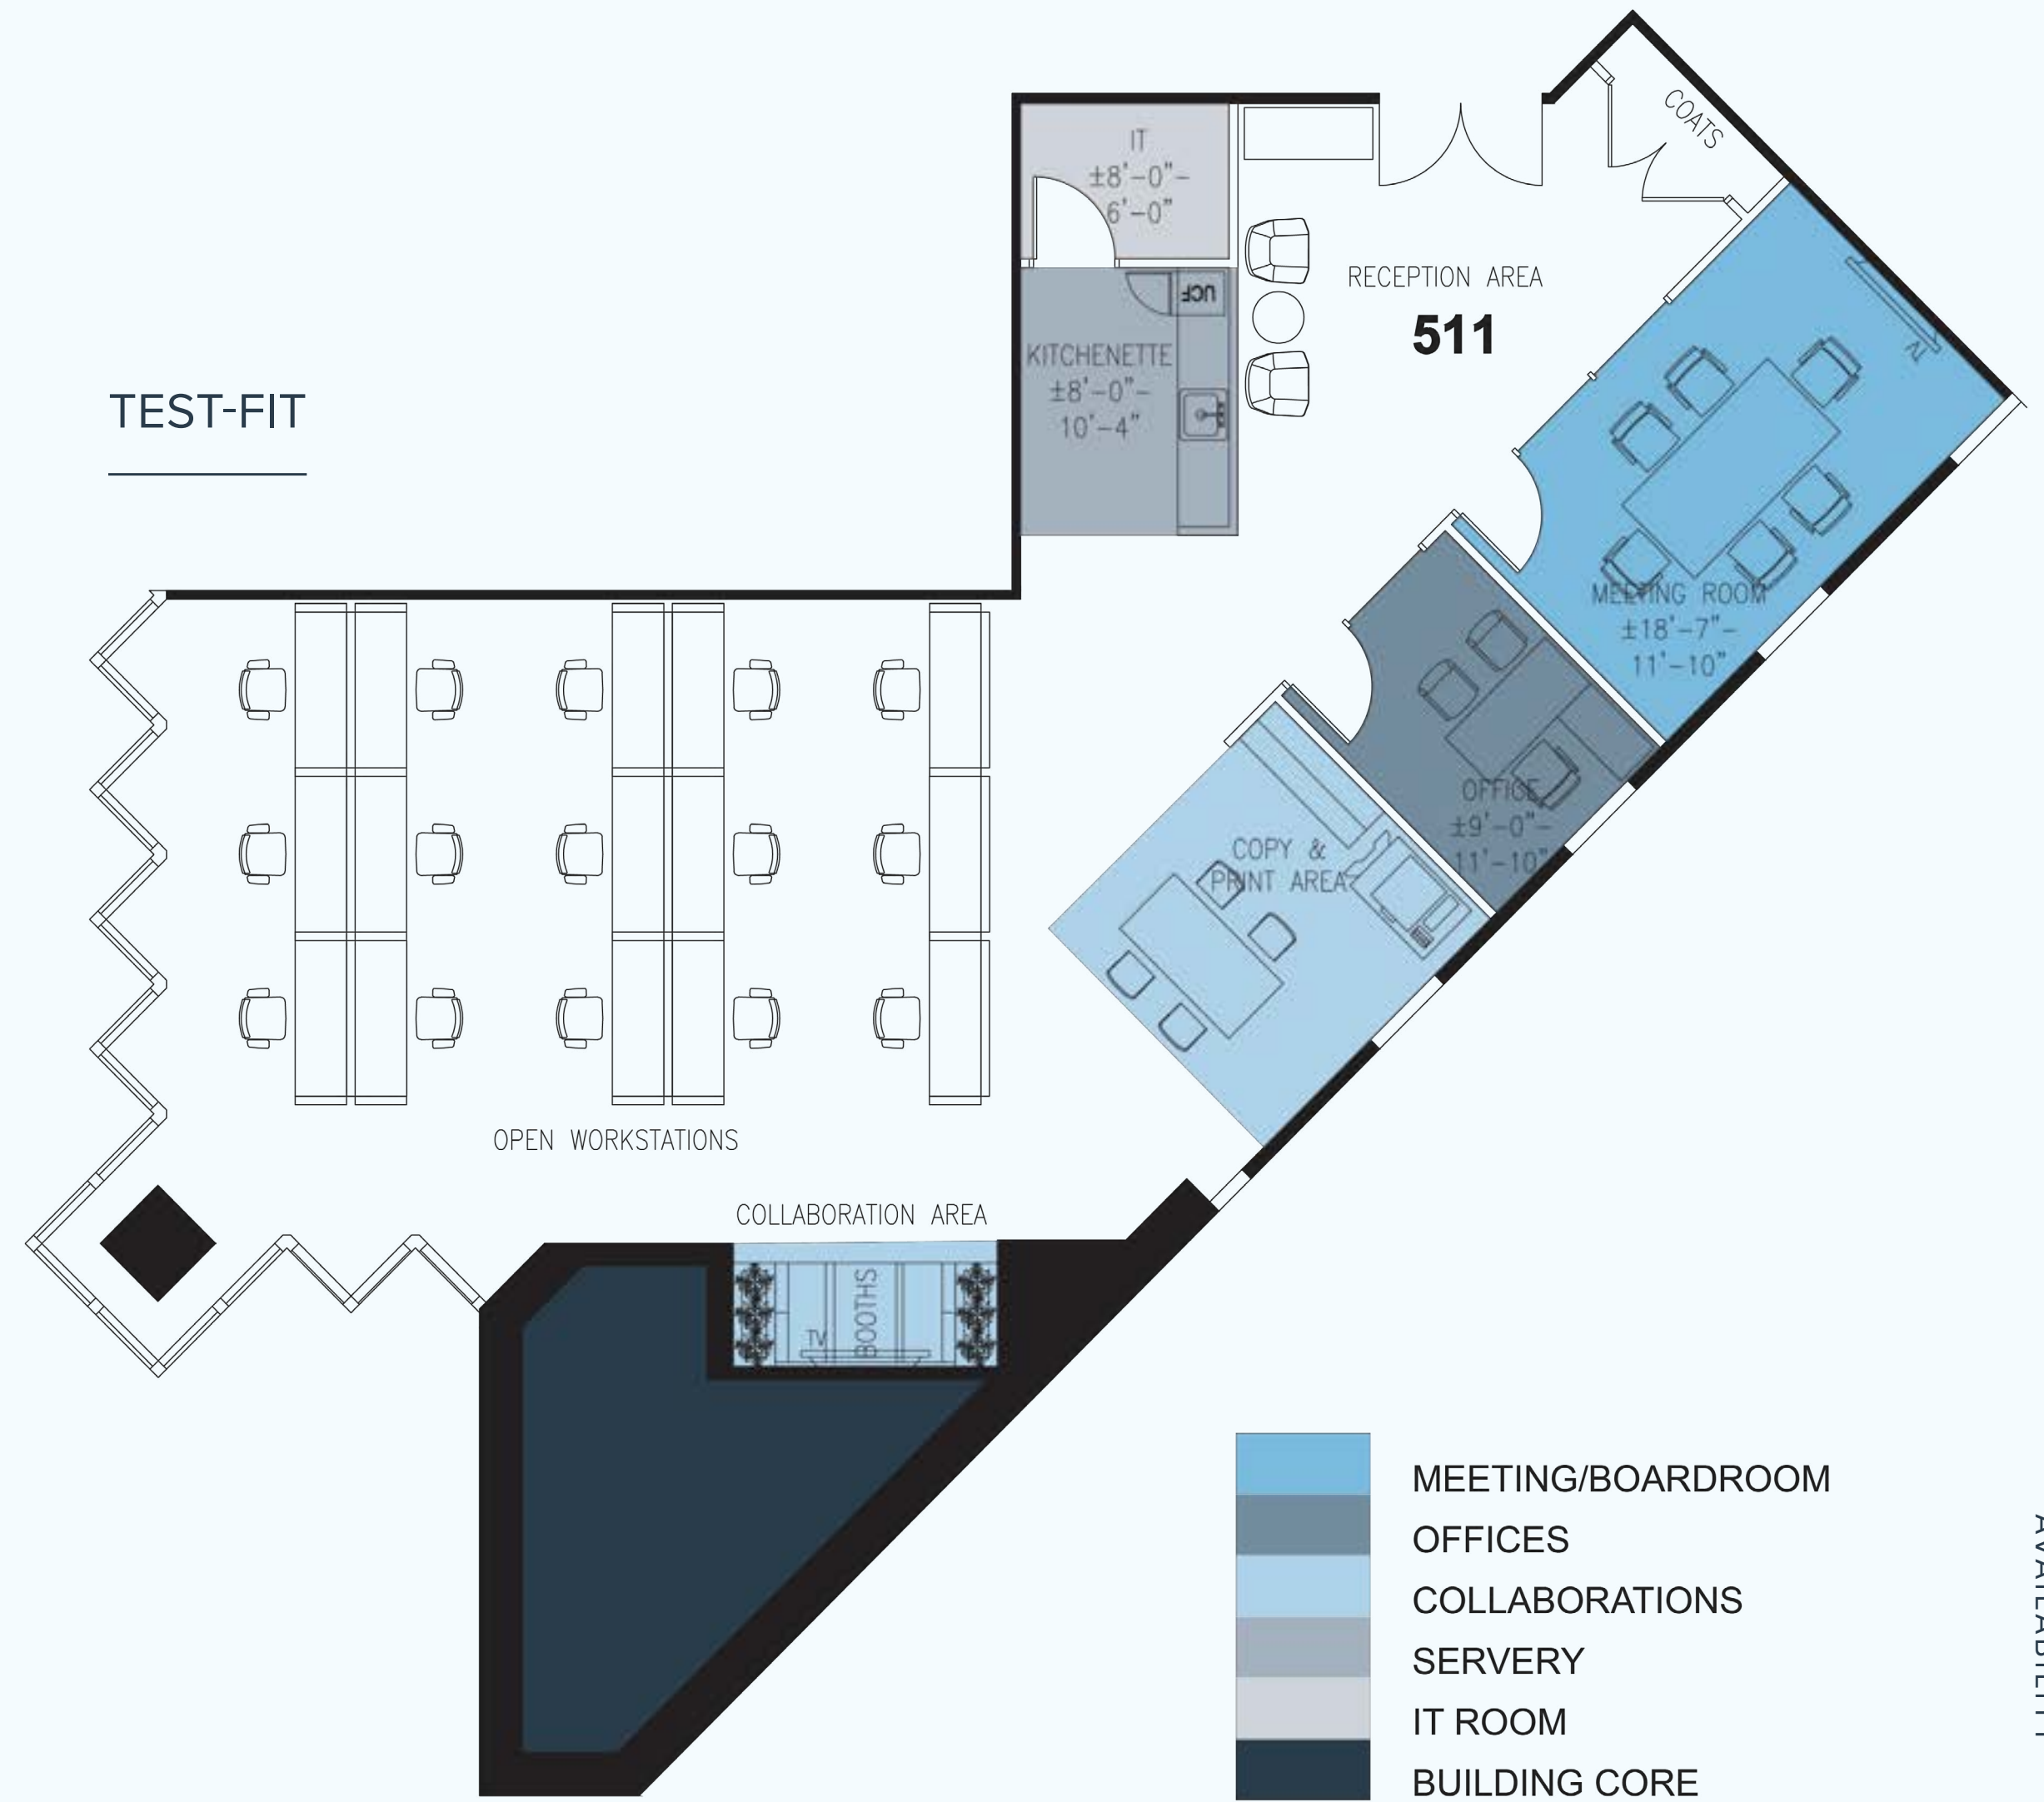 TEST-FIT
COATS
IT
±8'-0"-
6'-0"
RECEPTION AREA
511
UCF
KITCHENETTE
±8'-0"-
10'-4"
TV
MEETING ROOM
±18'-7"-
11'-10"
OFFICE
±9'-0"-
11'-10"
COPY &
PRINT AREA
OPEN WORKSTATIONS
COLLABORATION AREA
BOOTHS
TV
MEETING/BOARDROOM
OFFICES
COLLABORATIONS
SERVERY
IT ROOM
BUILDING CORE
AVAILABILITY